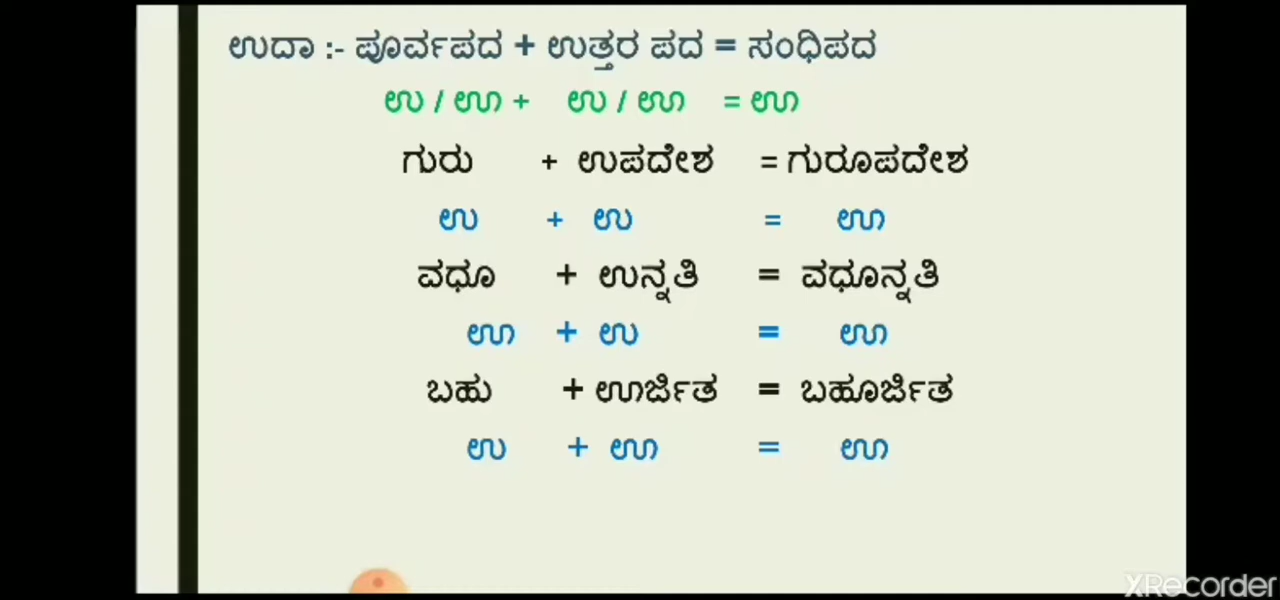 ಉದಾ :- ಪೂರ್ವಪದ + ಉತ್ತರ ಪದ = ಸಂಧಿಪದ
ಉ / ಊ + ಉ / ಊ = ಊ
ಗುರು + ಉಪದೇಶ = ಗುರೂಪದೇಶ
ಉ + ಉ = ಊ
ವಧೂ + ಉನ್ನತಿ = ವಧೂನ್ನತಿ
ಊ + ಉ = ಊ
ಬಹು + ಊರ್ಜಿತ = ಬಹೂರ್ಜಿತ
ಉ + ಊ = ಊ
XRecorder